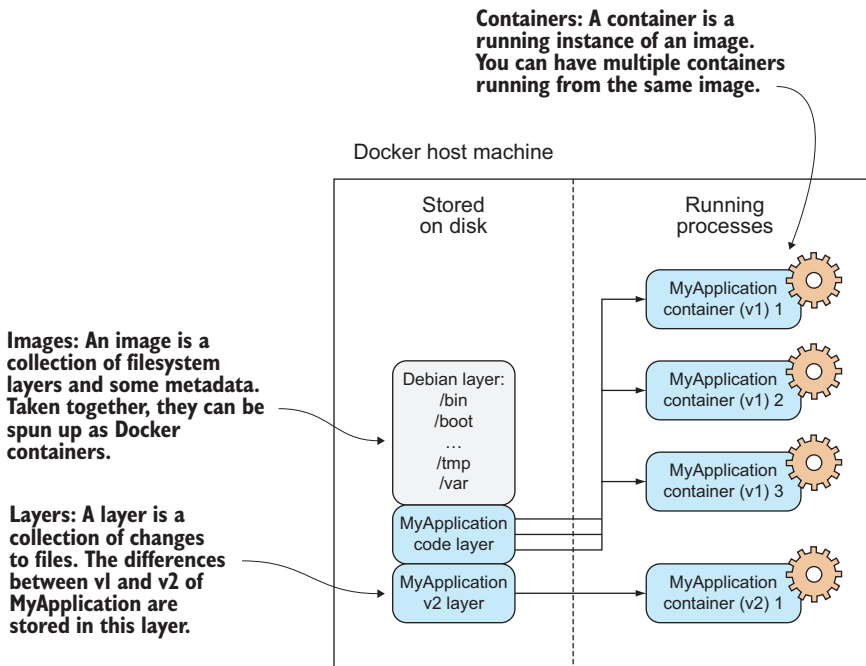 Containers: A container is a
running instance of an image.
You can have multiple containers
running from the same image.
Docker host machine
Stored
on disk
Running
processes
Images: An image is a
collection of filesystem
layers and some metadata.
Taken together, they can be
spun up as Docker
containers.
Layers: A layer is a
collection of changes
to files. The differences
between v1 and v2 of
MyApplication are
stored in this layer.
Debian layer:
/bin
/boot
…
/tmp
/var
MyApplication
code layer
MyApplication
v2 layer
MyApplication
container (v1) 1
MyApplication
container (v1) 2
MyApplication
container (v1) 3
MyApplication
container (v2) 1